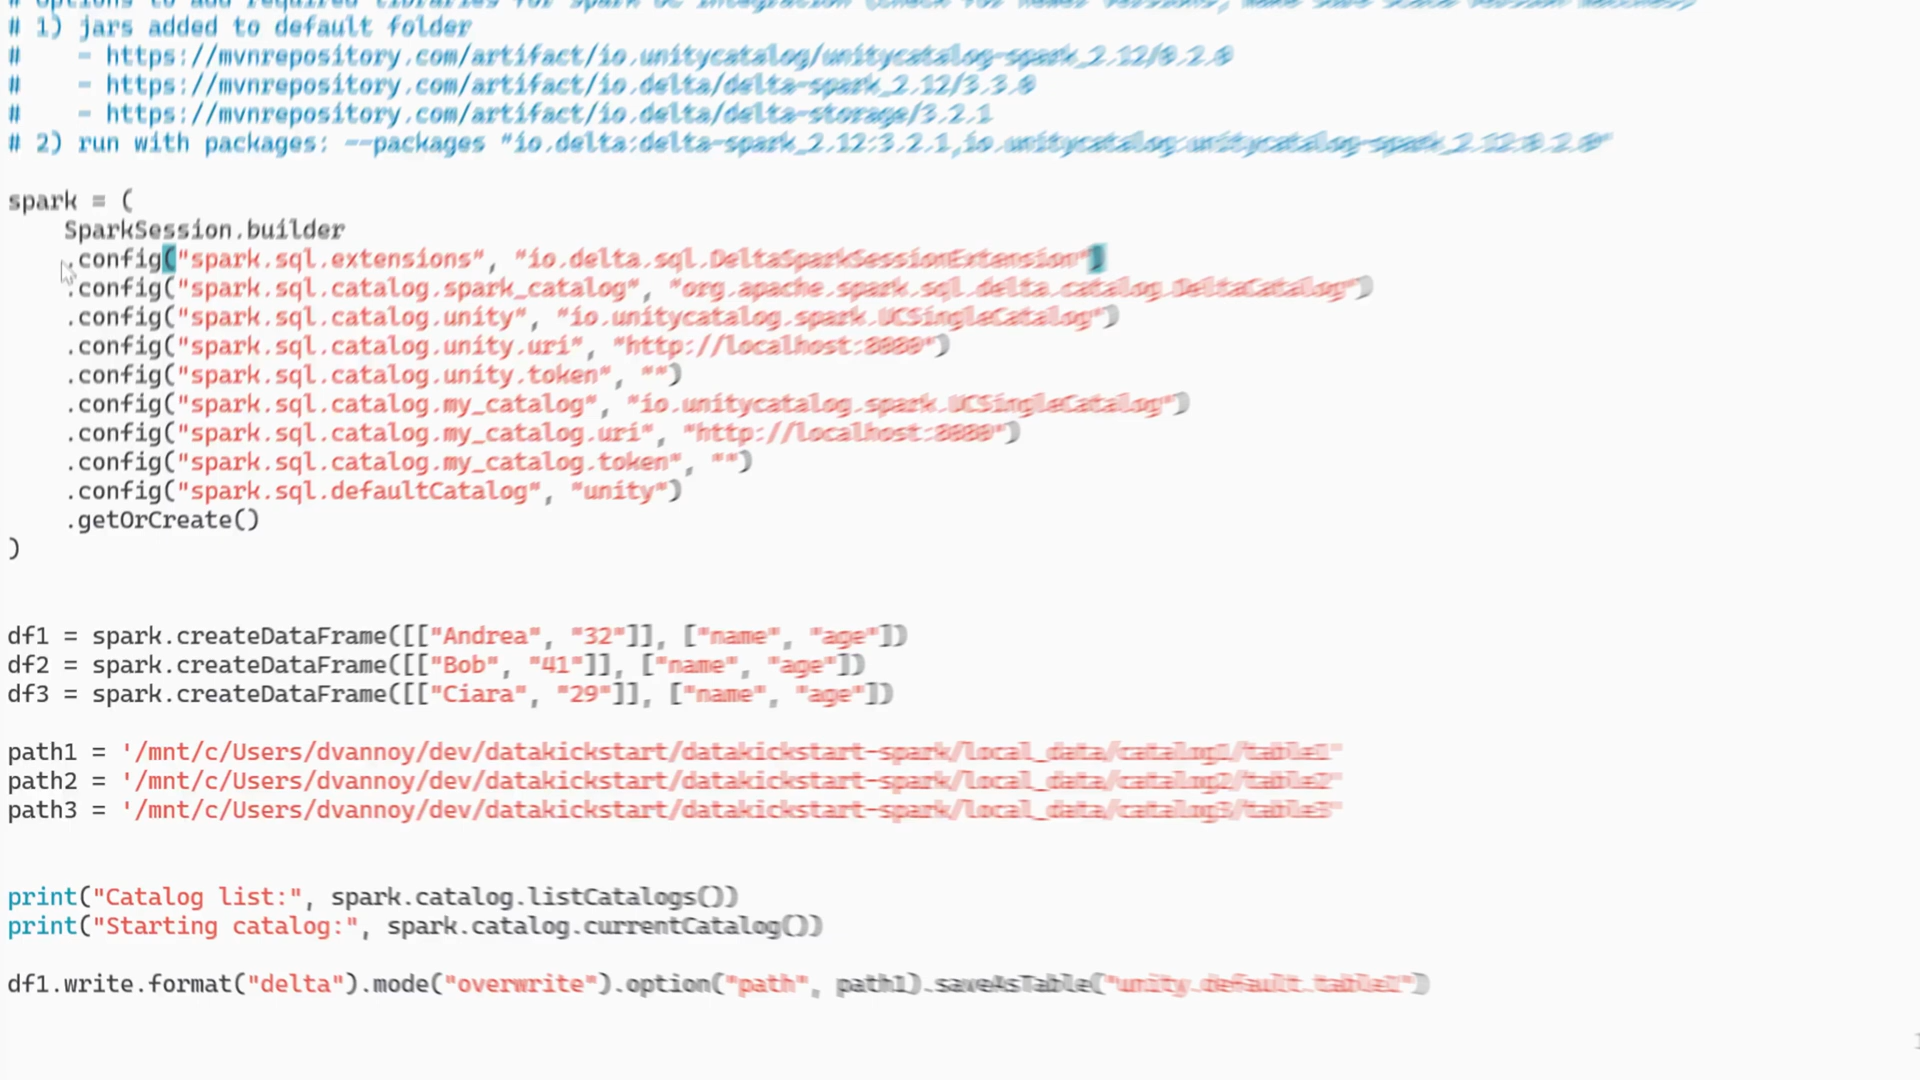 # 1) jars added to default folder
#    - https://mvnrepository.com/artifact/io.unitycatalog/unitycatalog-spark_2.12/0.2.0
#    - https://mvnrepository.com/artifact/io.delta/delta-spark_2.12/3.3.0
#    - https://mvnrepository.com/artifact/io.delta/delta-storage/3.2.1
# 2) run with packages: --packages "io.delta:delta-spark_2.12:3.2.1,io.unitycatalog:unitycatalog-spark_2.12:0.2.0"
spark = (
    SparkSession.builder
    .config("spark.sql.extensions", "io.delta.sql.DeltaSparkSessionExtension")
    .config("spark.sql.catalog.spark_catalog", "org.apache.spark.sql.delta.catalog.DeltaCatalog")
    .config("spark.sql.catalog.unity", "io.unitycatalog.spark.UCSingleCatalog")
    .config("spark.sql.catalog.unity.uri", "http://localhost:8080")
    .config("spark.sql.catalog.unity.token", "")
    .config("spark.sql.catalog.my_catalog", "io.unitycatalog.spark.UCSingleCatalog")
    .config("spark.sql.catalog.my_catalog.uri", "http://localhost:8080")
    .config("spark.sql.catalog.my_catalog.token", "")
    .config("spark.sql.defaultCatalog", "unity")
    .getOrCreate()
)
df1 = spark.createDataFrame([["Andrea", "32"]], ["name", "age"])
df2 = spark.createDataFrame([["Bob", "41"]], ["name", "age"])
df3 = spark.createDataFrame([["Ciara", "29"]], ["name", "age"])
path1 = '/mnt/c/Users/dvannoy/dev/datakickstart/datakickstart-spark/local_data/catalog1/table1'
path2 = '/mnt/c/Users/dvannoy/dev/datakickstart/datakickstart-spark/local_data/catalog2/table2'
path3 = '/mnt/c/Users/dvannoy/dev/datakickstart/datakickstart-spark/local_data/catalog3/table3'
print("Catalog list:", spark.catalog.listCatalogs())
print("Starting catalog:", spark.catalog.currentCatalog())
df1.write.format("delta").mode("overwrite").option("path", path1).saveAsTable("unity.default.table1")